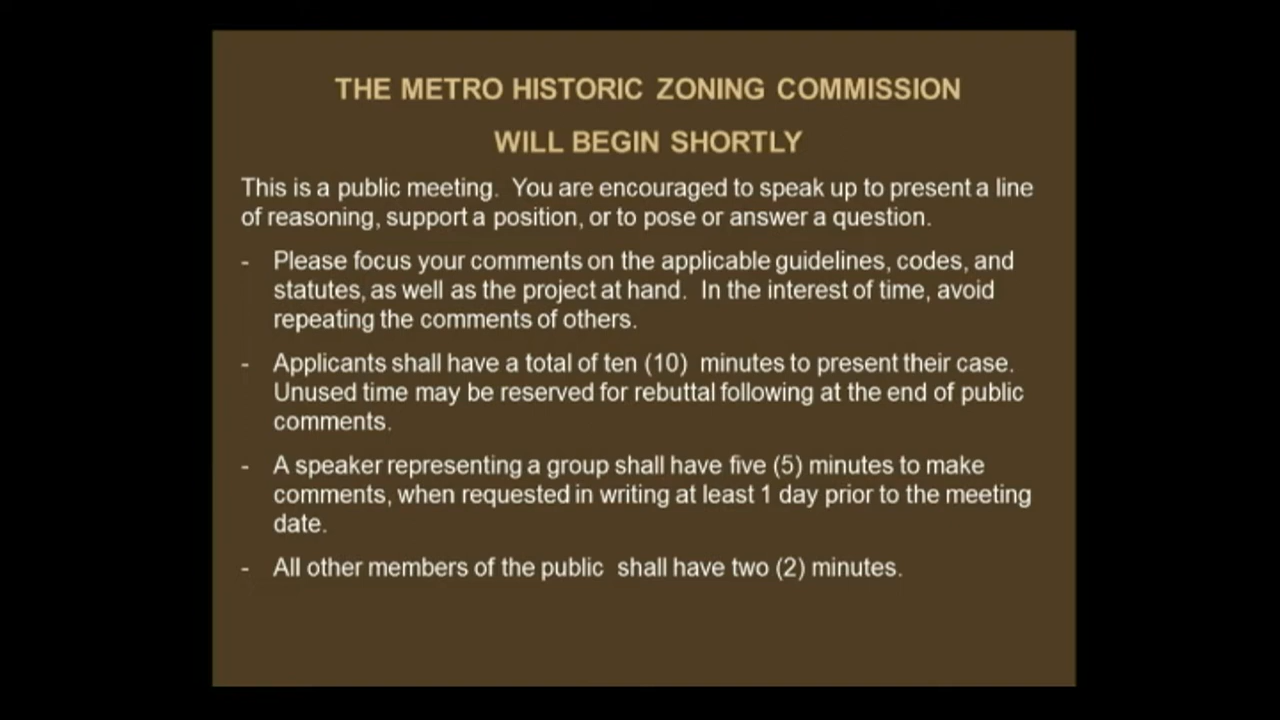 THE METRO HISTORIC ZONING COMMISSION
WILL BEGIN SHORTLY
This is a public meeting. You are encouraged to speak up to present a line
of reasoning, support a position, or to pose or answer a question.
- Please focus your comments on the applicable guidelines, codes, and
statutes, as well as the project at hand. In the interest of time, avoid
repeating the comments of others.
- Applicants shall have a total of ten (10) minutes to present their case.
Unused time may be reserved for rebuttal following at the end of public
comments.
- A speaker representing a group shall have five (5) minutes to make
comments, when requested in writing at least 1 day prior to the meeting
date.
- All other members of the public shall have two (2) minutes.